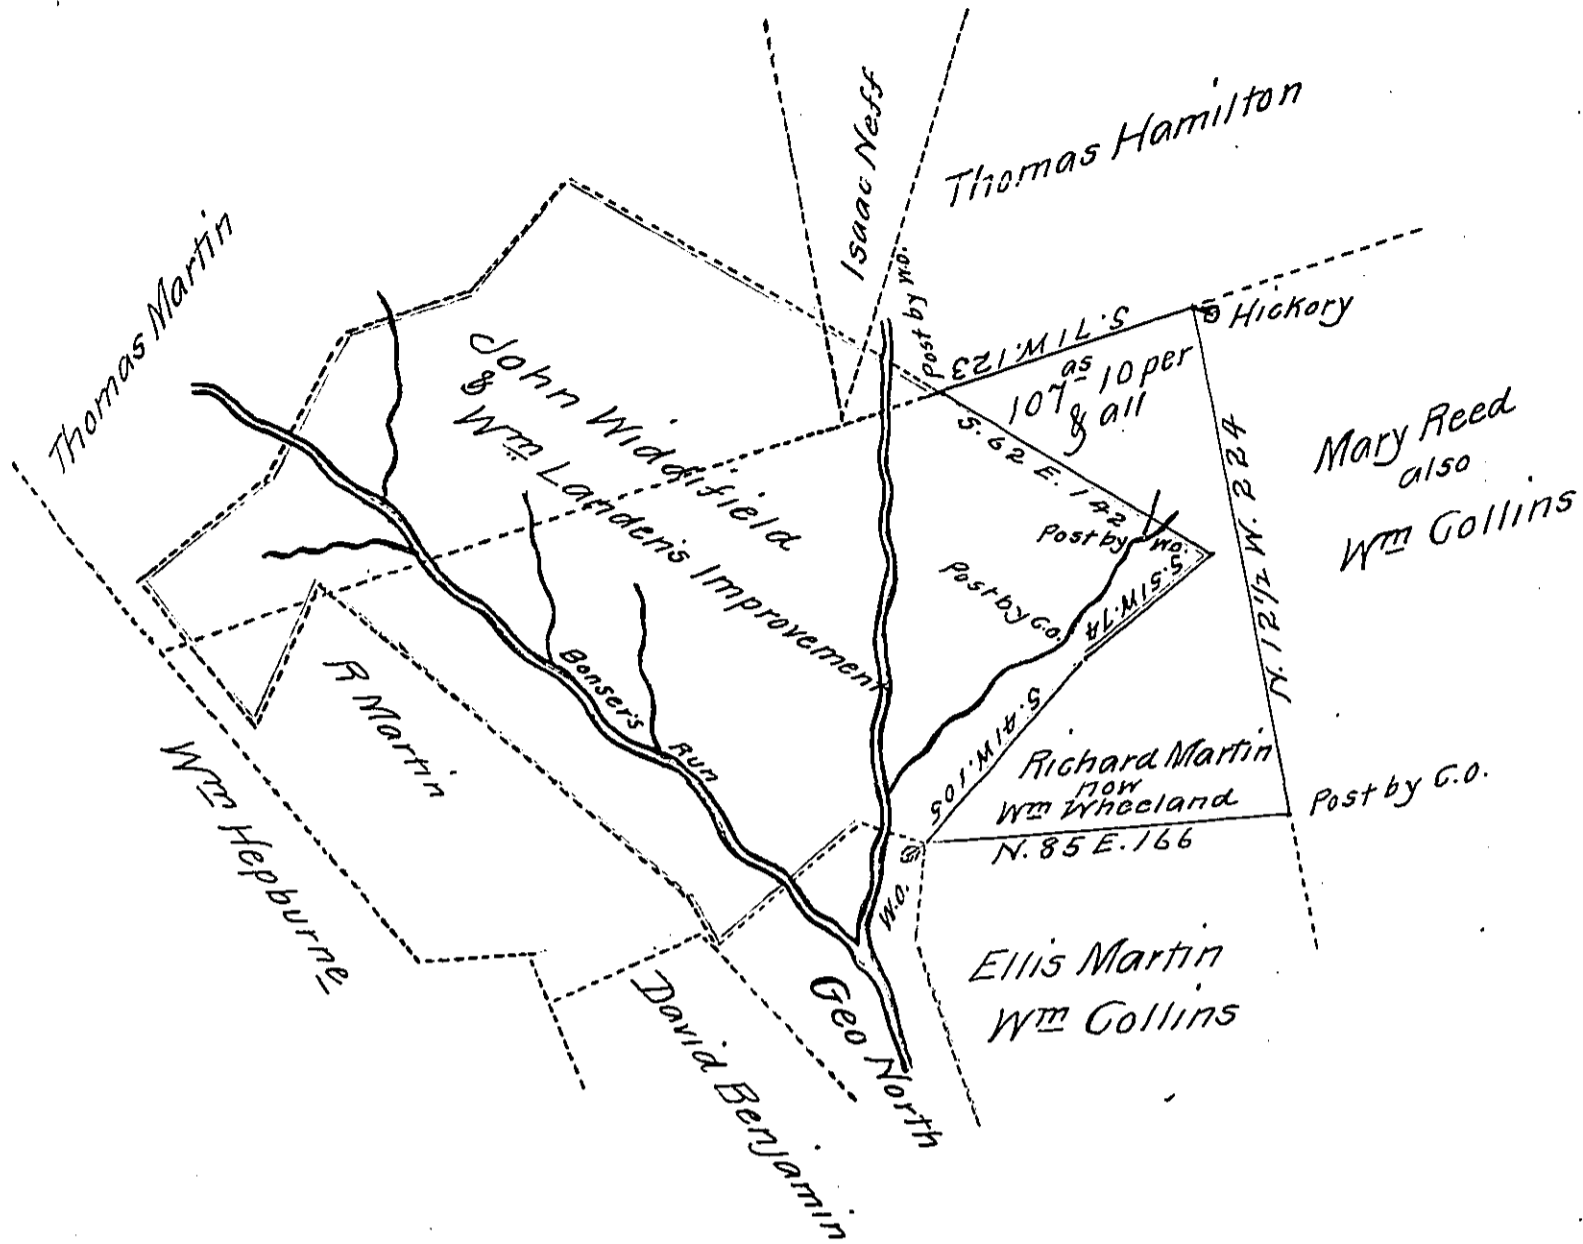 Isaac Neff
Thomas Hamilton
Thomas Martin
Post by W.O.
S. 71 W. 123
Hickory
107 as 10 per
& all
S. 62 E. 142
Post by W.O.
John Widdifield
& Wm Landen's Improvement
Mary Reed
also
Wm Collins
N. 12 1/2 W. 224
Post by C.O.
S. 51 W. 74
S. 41 W. 105
R Martin
Bonsers Run
Richard Martin
now
Wm Wheeland
Post by C.O.
N. 85 E. 166
W.O.
Wm Hepburne
Ellis Martin
Wm Collins
David Benjamin
Geo North